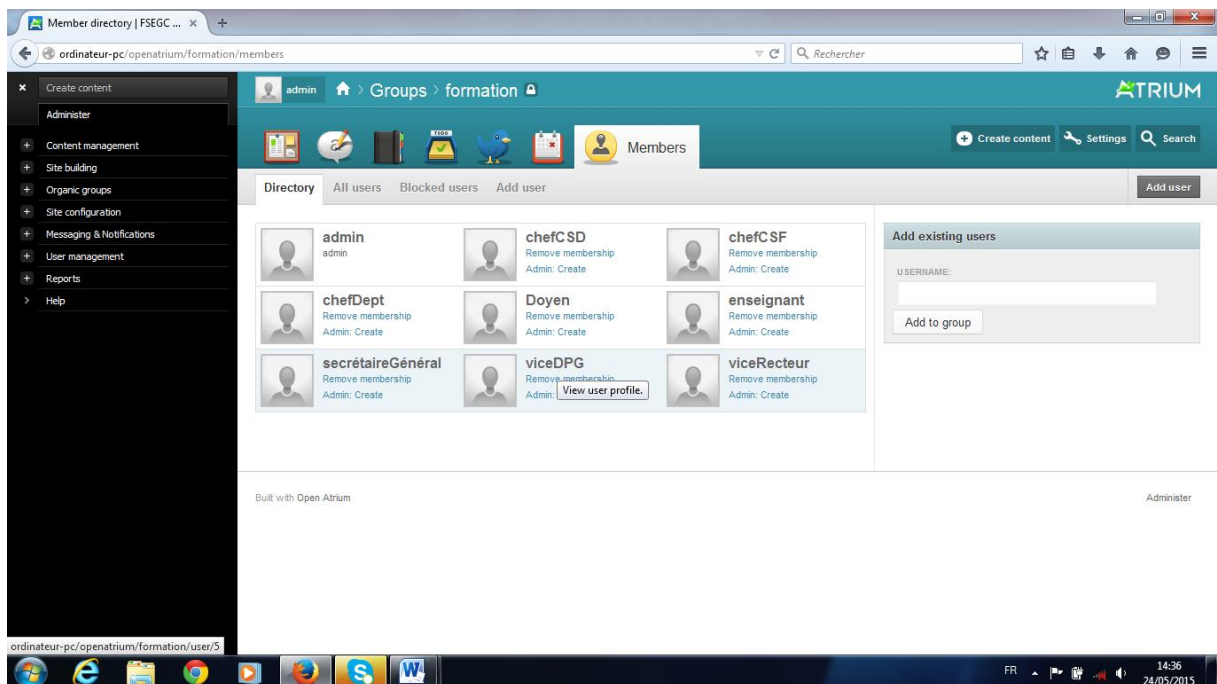 Member directory | FSEGC ... × +
ordinateur-pc/openatrium/formation/members
Rechercher
× Create content
Administer
+ Content management
+ Site building
+ Organic groups
+ Site configuration
+ Messaging & Notifications
+ User management
+ Reports
> Help
admin > Groups > formation
ATRIUM
TODO
Members
Create content Settings Search
Directory All users Blocked users Add user
Add user
admin
admin
chefCSD
Remove membership
Admin: Create
chefCSF
Remove membership
Admin: Create
chefDept
Remove membership
Admin: Create
Doyen
Remove membership
Admin: Create
enseignant
Remove membership
Admin: Create
secrétaireGénéral
Remove membership
Admin: Create
viceDPG
Remove membership
Admin:
View user profile.
viceRecteur
Remove membership
Admin: Create
Add existing users
USERNAME:
Add to group
Built with Open Atrium
Administer
ordinateur-pc/openatrium/formation/user/5
FR
14:36
24/05/2015